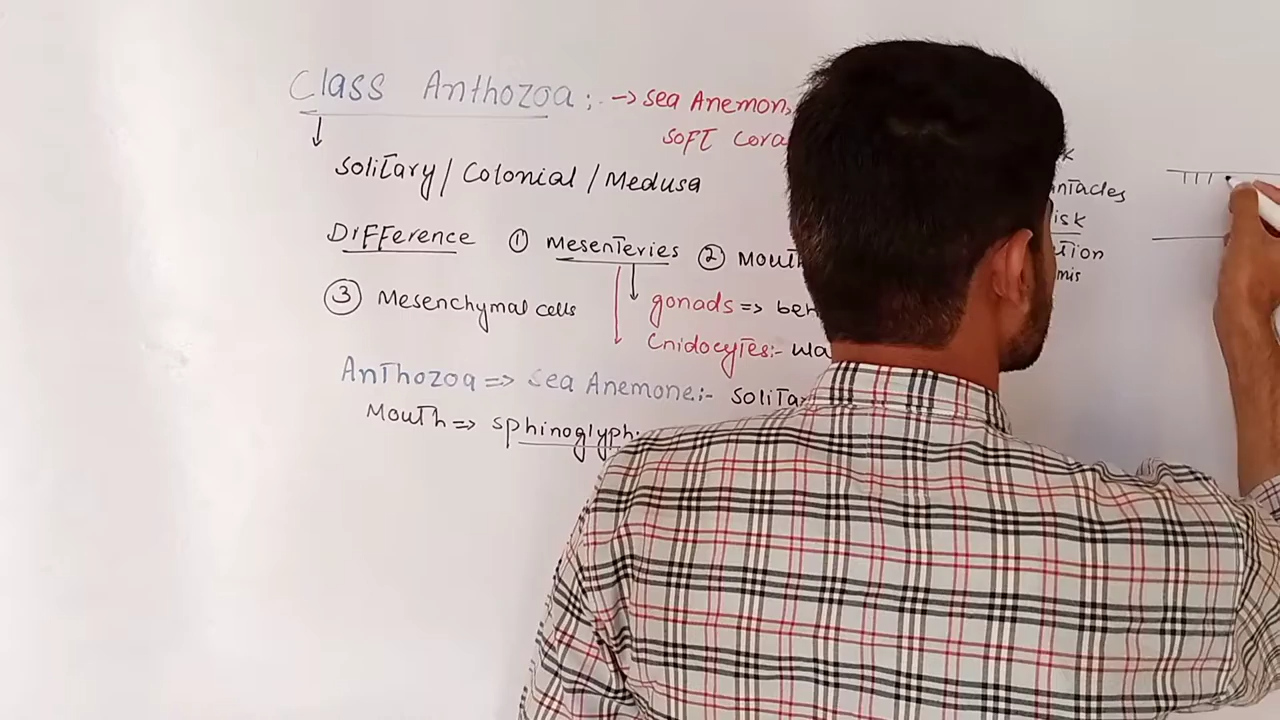 Class Anthozoa :- → Sea Anemon
Soft Cora
↓
Solitary / Colonial / Medusa
ntacles
isk
Difference ① Mesenteries ② Mouth
tion
mis
③ Mesenchymal cells
gonads => beh
Cnidocytes:- wa
Anthozoa => Sea Anemone:- Solita
Mouth => sphinoglyph: